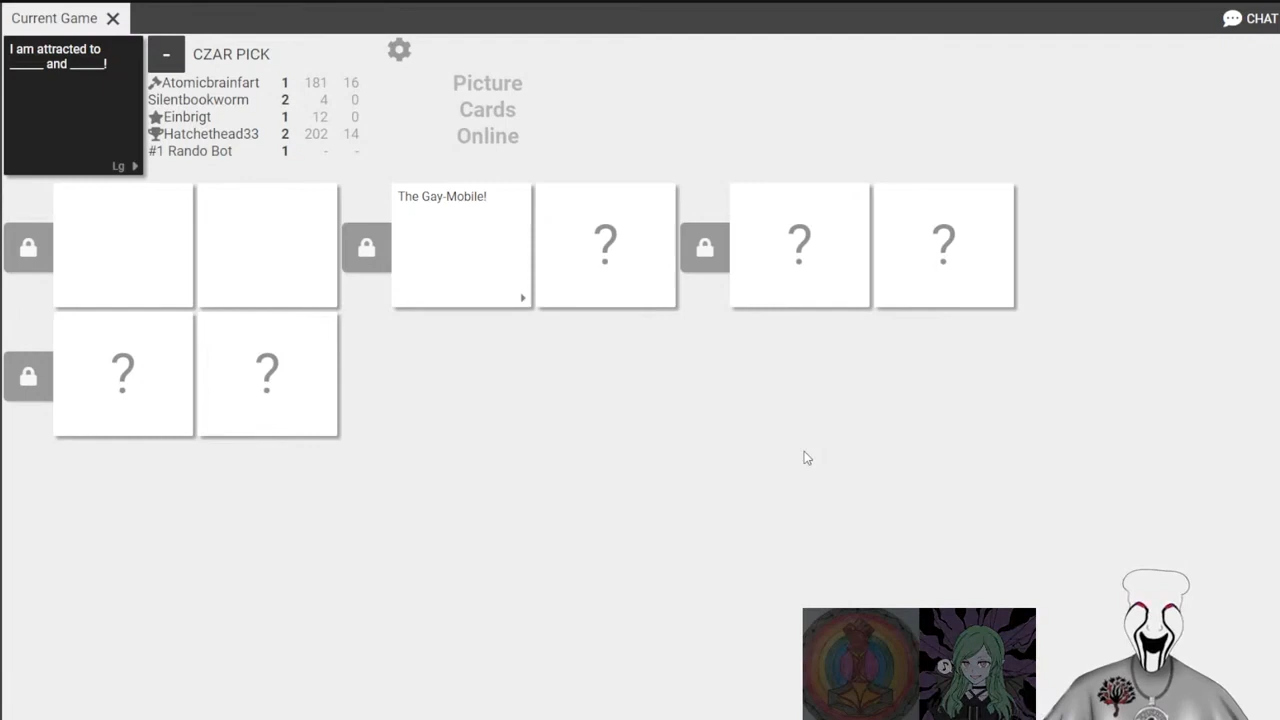 Current Game
CHAT
I am attracted to
_____ and _____!
Lg
-
CZAR PICK
Atomicbrainfart 1 181 16
Silentbookworm 2 4 0
Einbrigt 1 12 0
Hatchethead33 2 202 14
#1 Rando Bot 1 - -
Picture
Cards
Online
The Gay-Mobile!
?
?
?
?
?